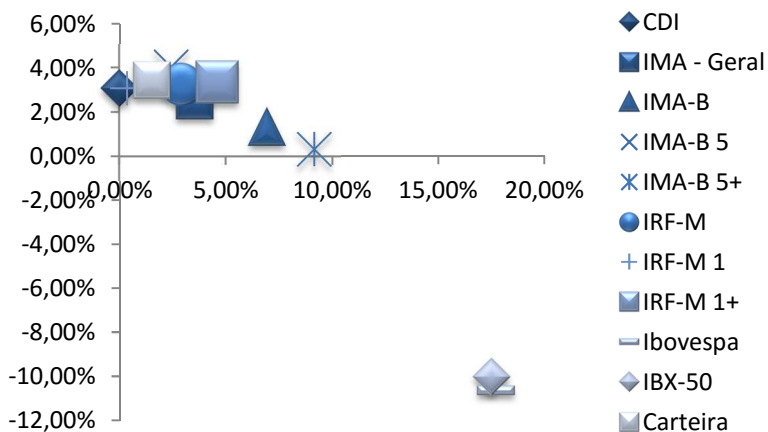 6,00%
4,00%
2,00%
0,00%
-2,00%
-4,00%
-6,00%
-8,00%
-10,00%
-12,00%
0,00% 5,00% 10,00% 15,00% 20,00%
CDI
IMA - Geral
IMA-B
IMA-B 5
IMA-B 5+
IRF-M
IRF-M 1
IRF-M 1+
Ibovespa
IBX-50
Carteira